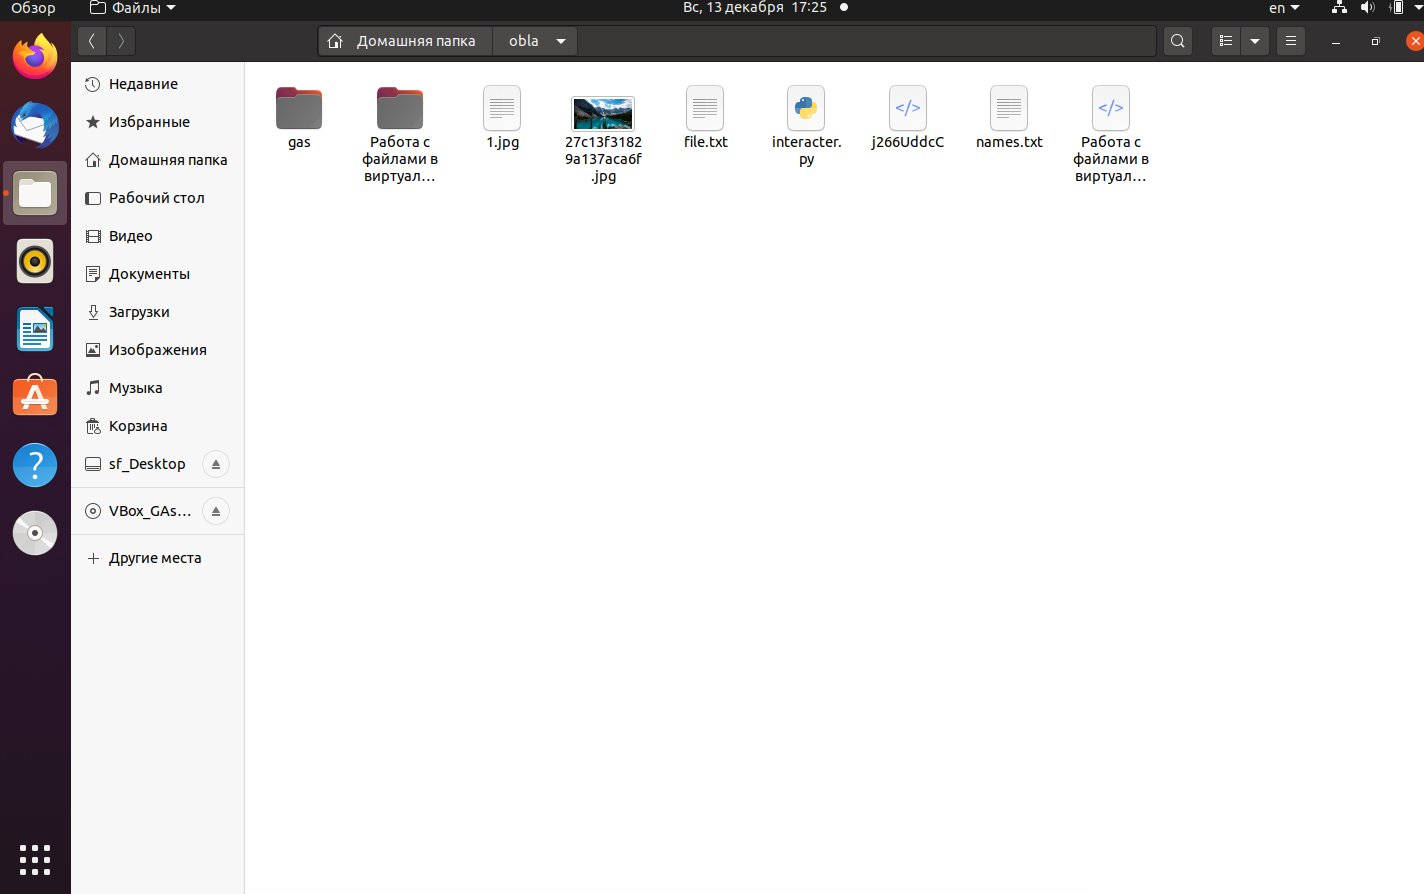 Обзор
Файлы
Вс, 13 декабря 17:25
en
Домашняя папка
obla
Недавние
Избранные
Домашняя папка
Рабочий стол
Видео
Документы
Загрузки
Изображения
Музыка
Корзина
sf_Desktop
VBox_GAs...
Другие места
gas
Работа с
файлами в
виртуал...
1.jpg
27c13f3182
9a137aca6f
.jpg
file.txt
interacter.
py
j266UddcC
names.txt
Работа с
файлами в
виртуал...